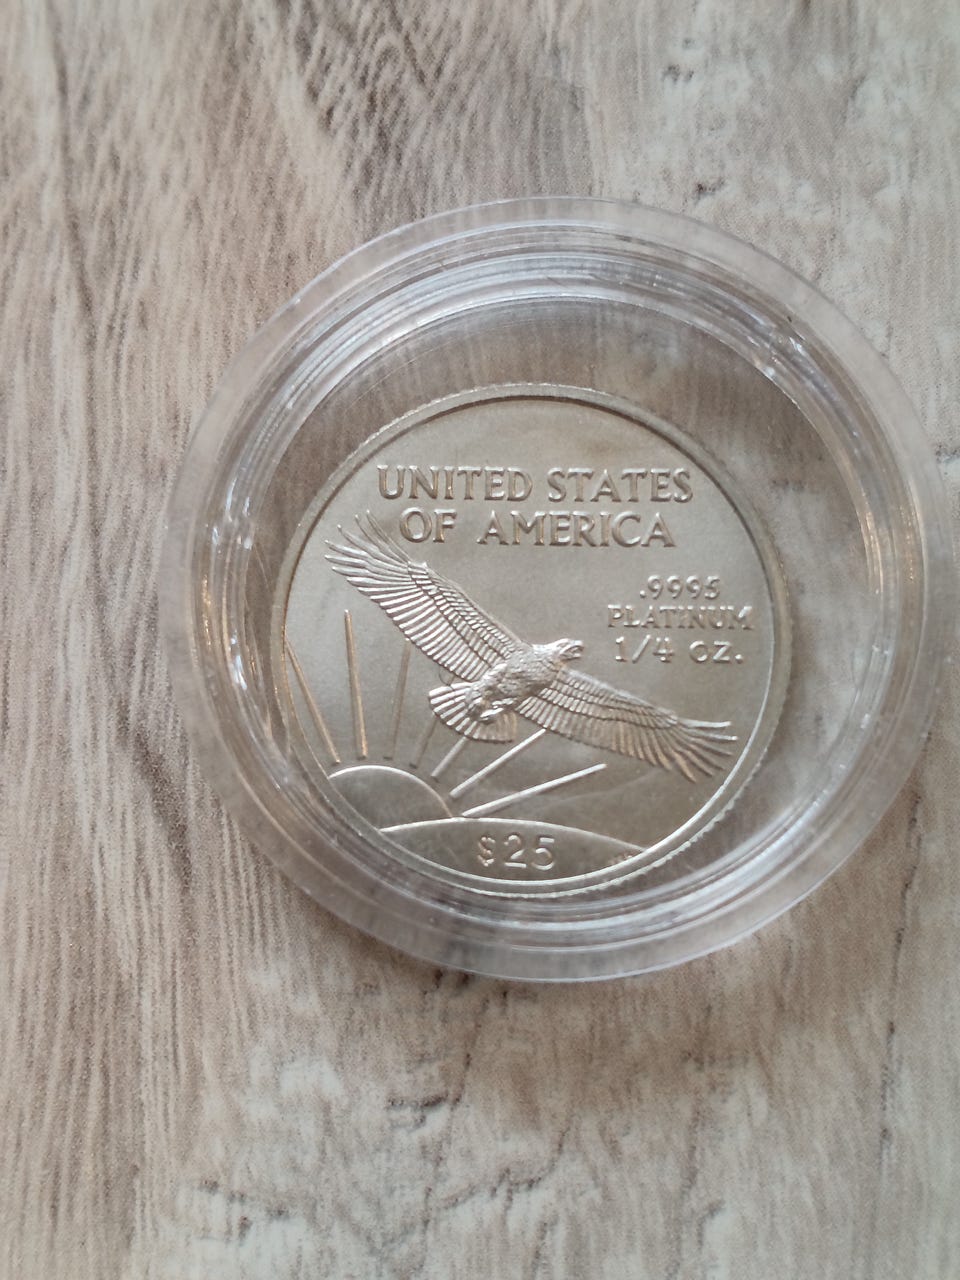 UNITED STATES
OF AMERICA
.9995
PLATINUM
1/4 oz.
$25